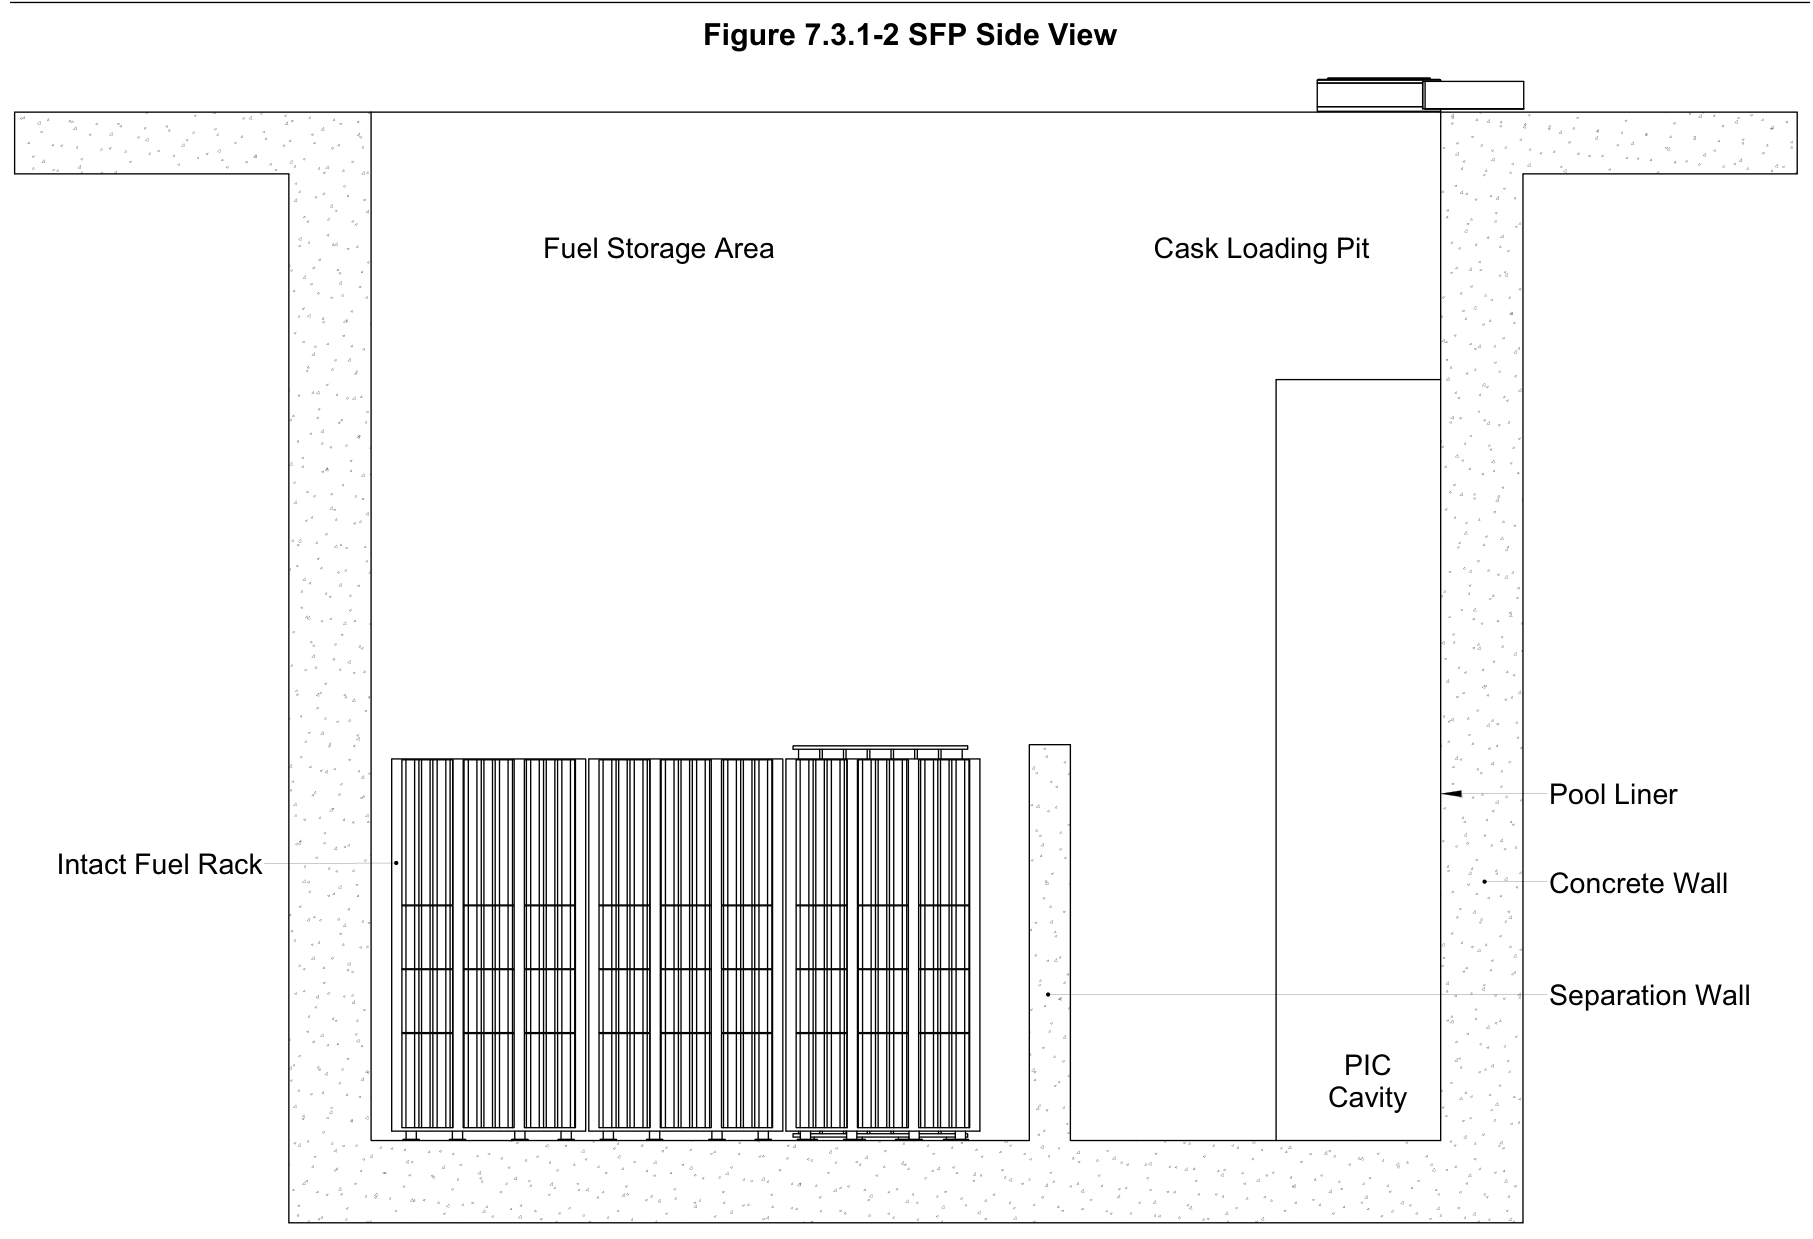 Figure 7.3.1-2 SFP Side View
Fuel Storage Area
Cask Loading Pit
Pool Liner
Intact Fuel Rack
Concrete Wall
Separation Wall
PIC
Cavity